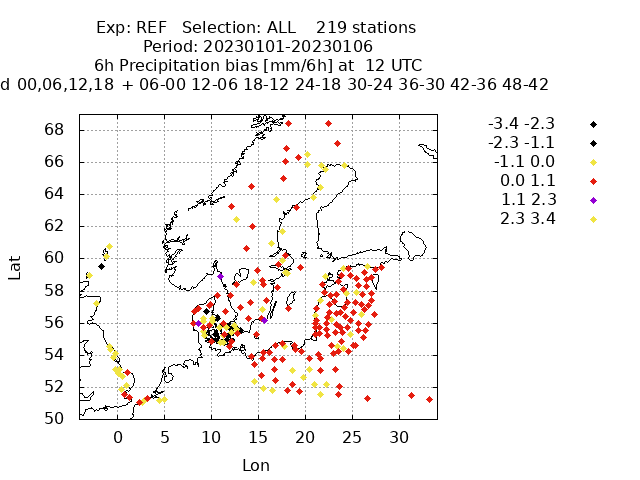 Exp: REF Selection: ALL 219 stations
Period: 20230101-20230106
6h Precipitation bias [mm/6h] at 12 UTC
d 00,06,12,18 + 06-00 12-06 18-12 24-18 30-24 36-30 42-36 48-42
-3.4 -2.3
-2.3 -1.1
-1.1 0.0
0.0 1.1
1.1 2.3
2.3 3.4
68
66
64
62
60
58
56
54
52
50
Lat
0 5 10 15 20 25 30
Lon